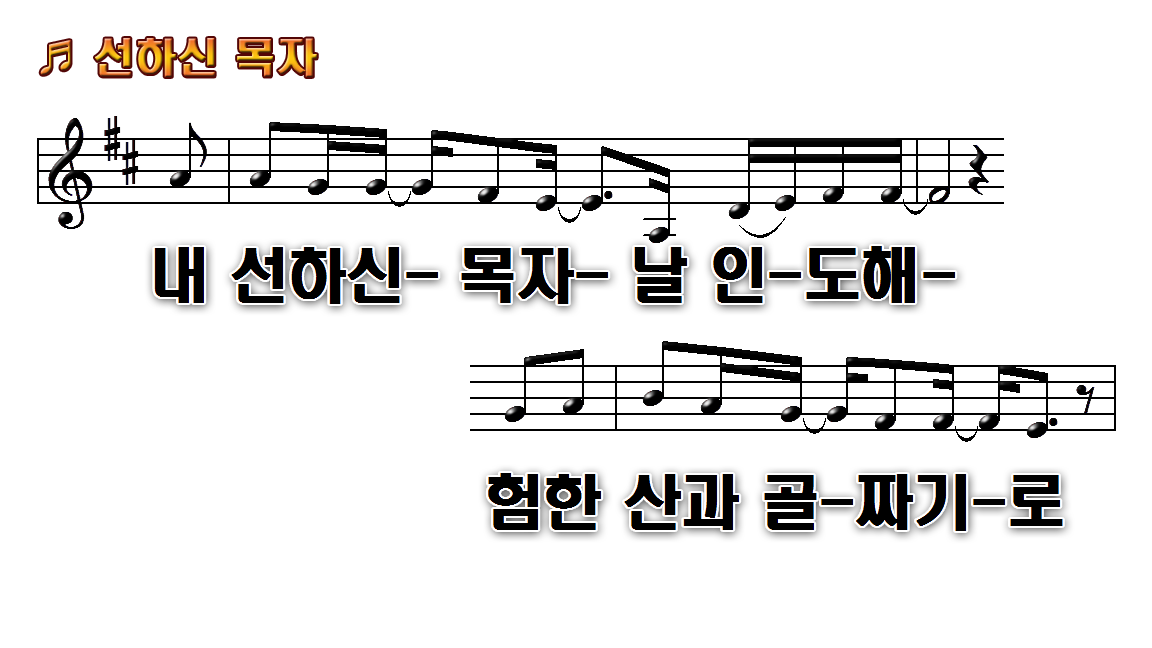 ♬ 선하신 목자
내 선하신- 목자- 날 인-도해-
험한 산과 골-짜기-로